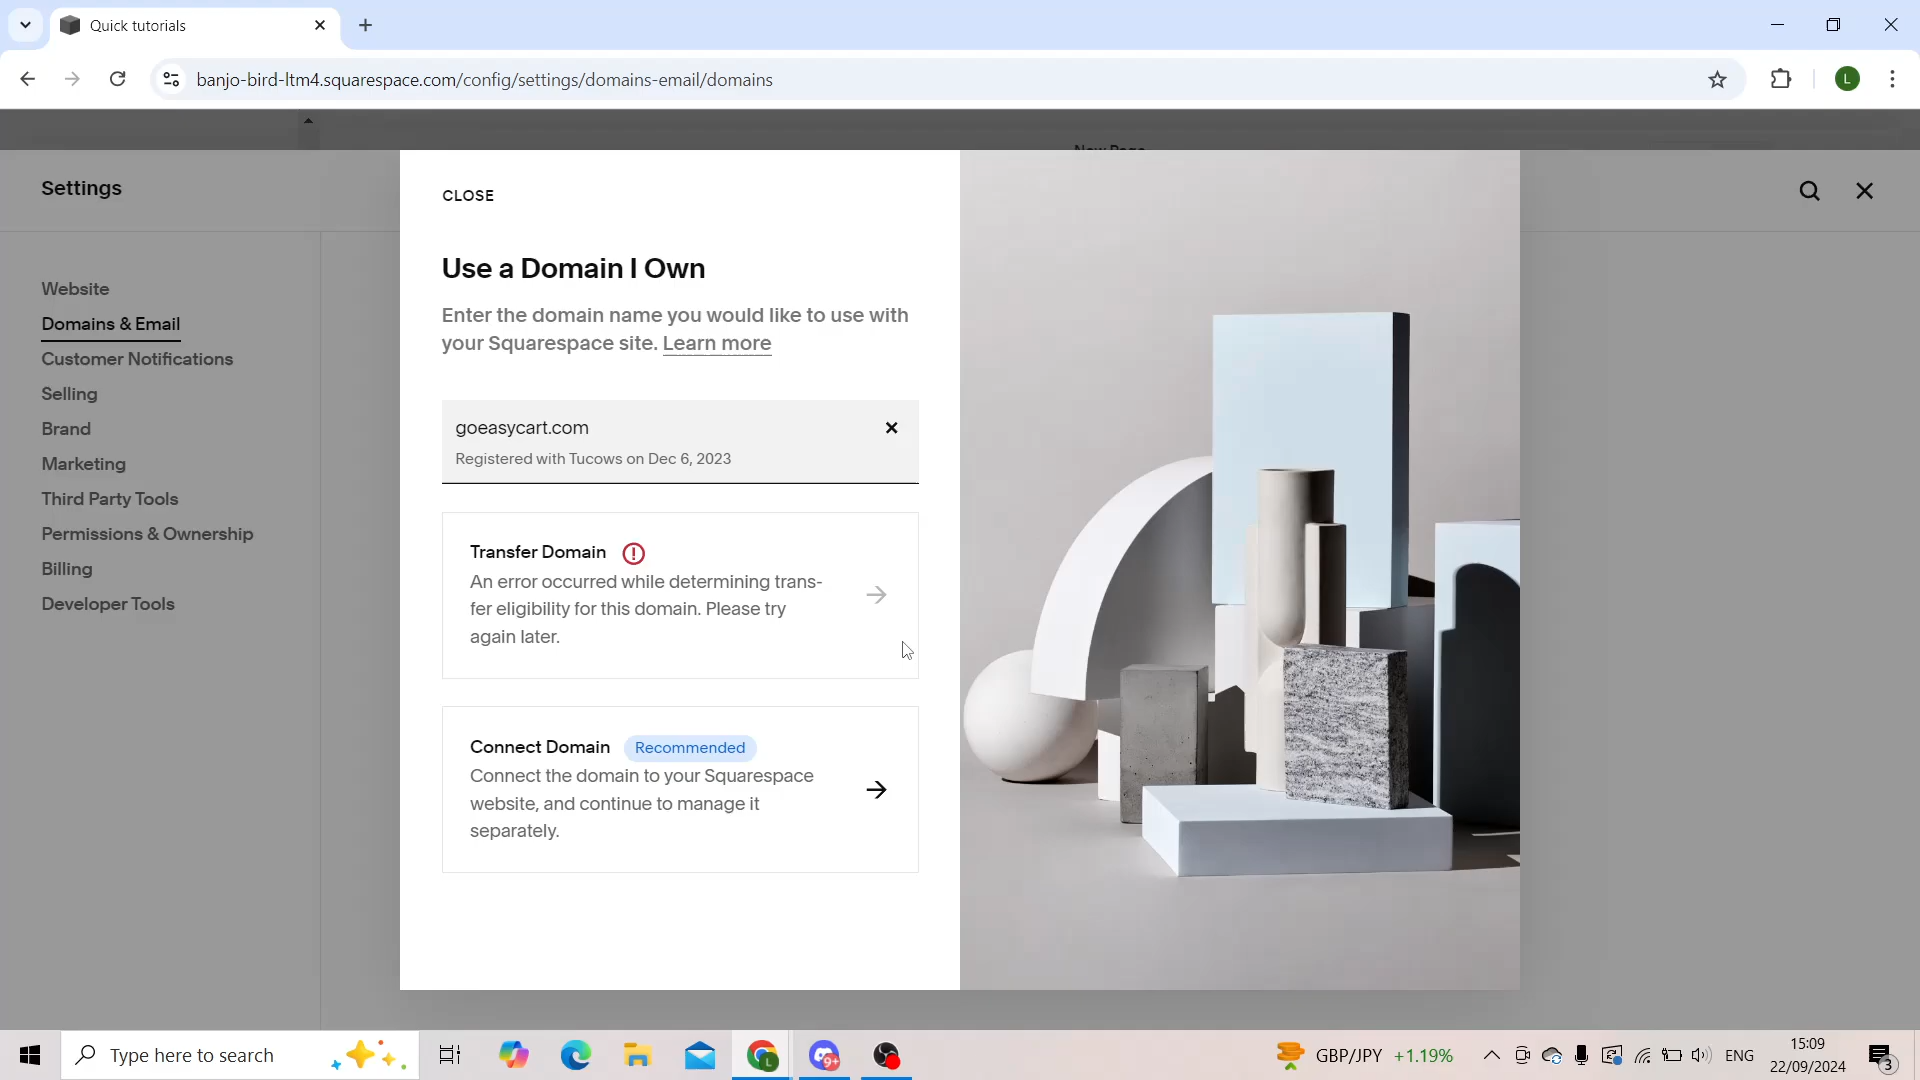 Quick tutorials
banjo-bird-ltm4.squarespace.com/config/settings/domains-email/domains
L
Settings
Website
Domains & Email
Customer Notifications
Selling
Brand
Marketing
Third Party Tools
Permissions & Ownership
Billing
Developer Tools
New Page
CLOSE
Use a Domain I Own
Enter the domain name you would like to use with
your Squarespace site. Learn more
goeasycart.com
Registered with Tucows on Dec 6, 2023
Transfer Domain
An error occurred while determining trans-
fer eligibility for this domain. Please try
again later.
Connect Domain Recommended
Connect the domain to your Squarespace
website, and continue to manage it
separately.
Type here to search
L
9+
GBP/JPY +1.19%
ENG
15:09
22/09/2024
3